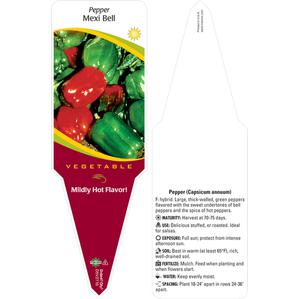 Pepper
Mexi Bell
VEGETABLE
Mildly Hot Flavor!
Pepper (Capsicum annuum)
F1 hybrid. Large, thick-walled, green peppers
flavored with the sweet undertones of bell
peppers and the spice of hot peppers.
MATURITY: Harvest at 70-75 days.
USE: Delicious stuffed, or roasted. Ideal
for salsas.
EXPOSURE: Full sun; protect from intense
afternoon sun.
SOIL: Best in warm (at least 65°F), rich,
well-drained soil.
FERTILIZE: Mulch. Feed when planting and
when flowers start.
WATER: Keep evenly moist.
SPACING: Plant 18-24" apart in rows 24-36"
apart.